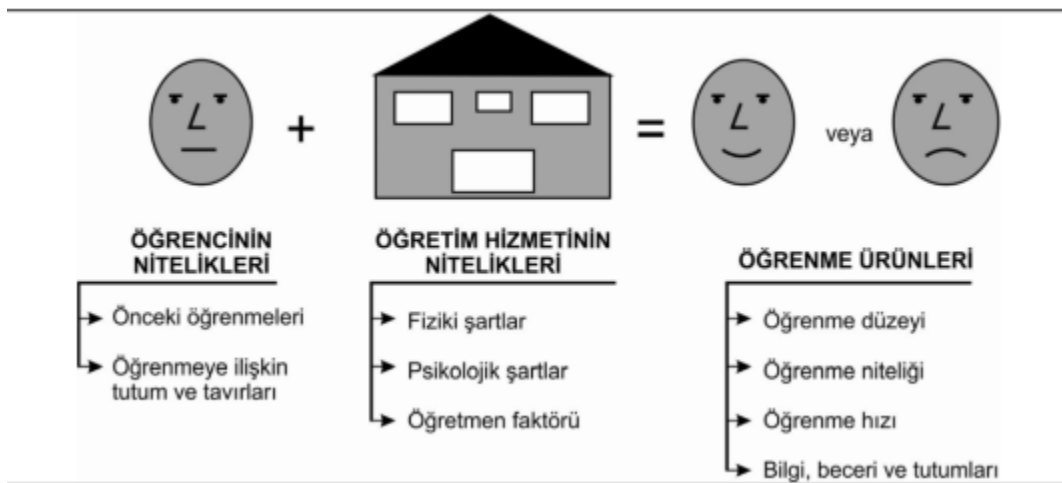 +
=
veya
ÖĞRENCİNİN
NİTELİKLERİ
Önceki öğrenmeleri
Öğrenmeye ilişkin
tutum ve tavırları
ÖĞRETİM HİZMETİNİN
NİTELİKLERİ
Fiziki şartlar
Psikolojik şartlar
Öğretmen faktörü
ÖĞRENME ÜRÜNLERİ
Öğrenme düzeyi
Öğrenme niteliği
Öğrenme hızı
Bilgi, beceri ve tutumları